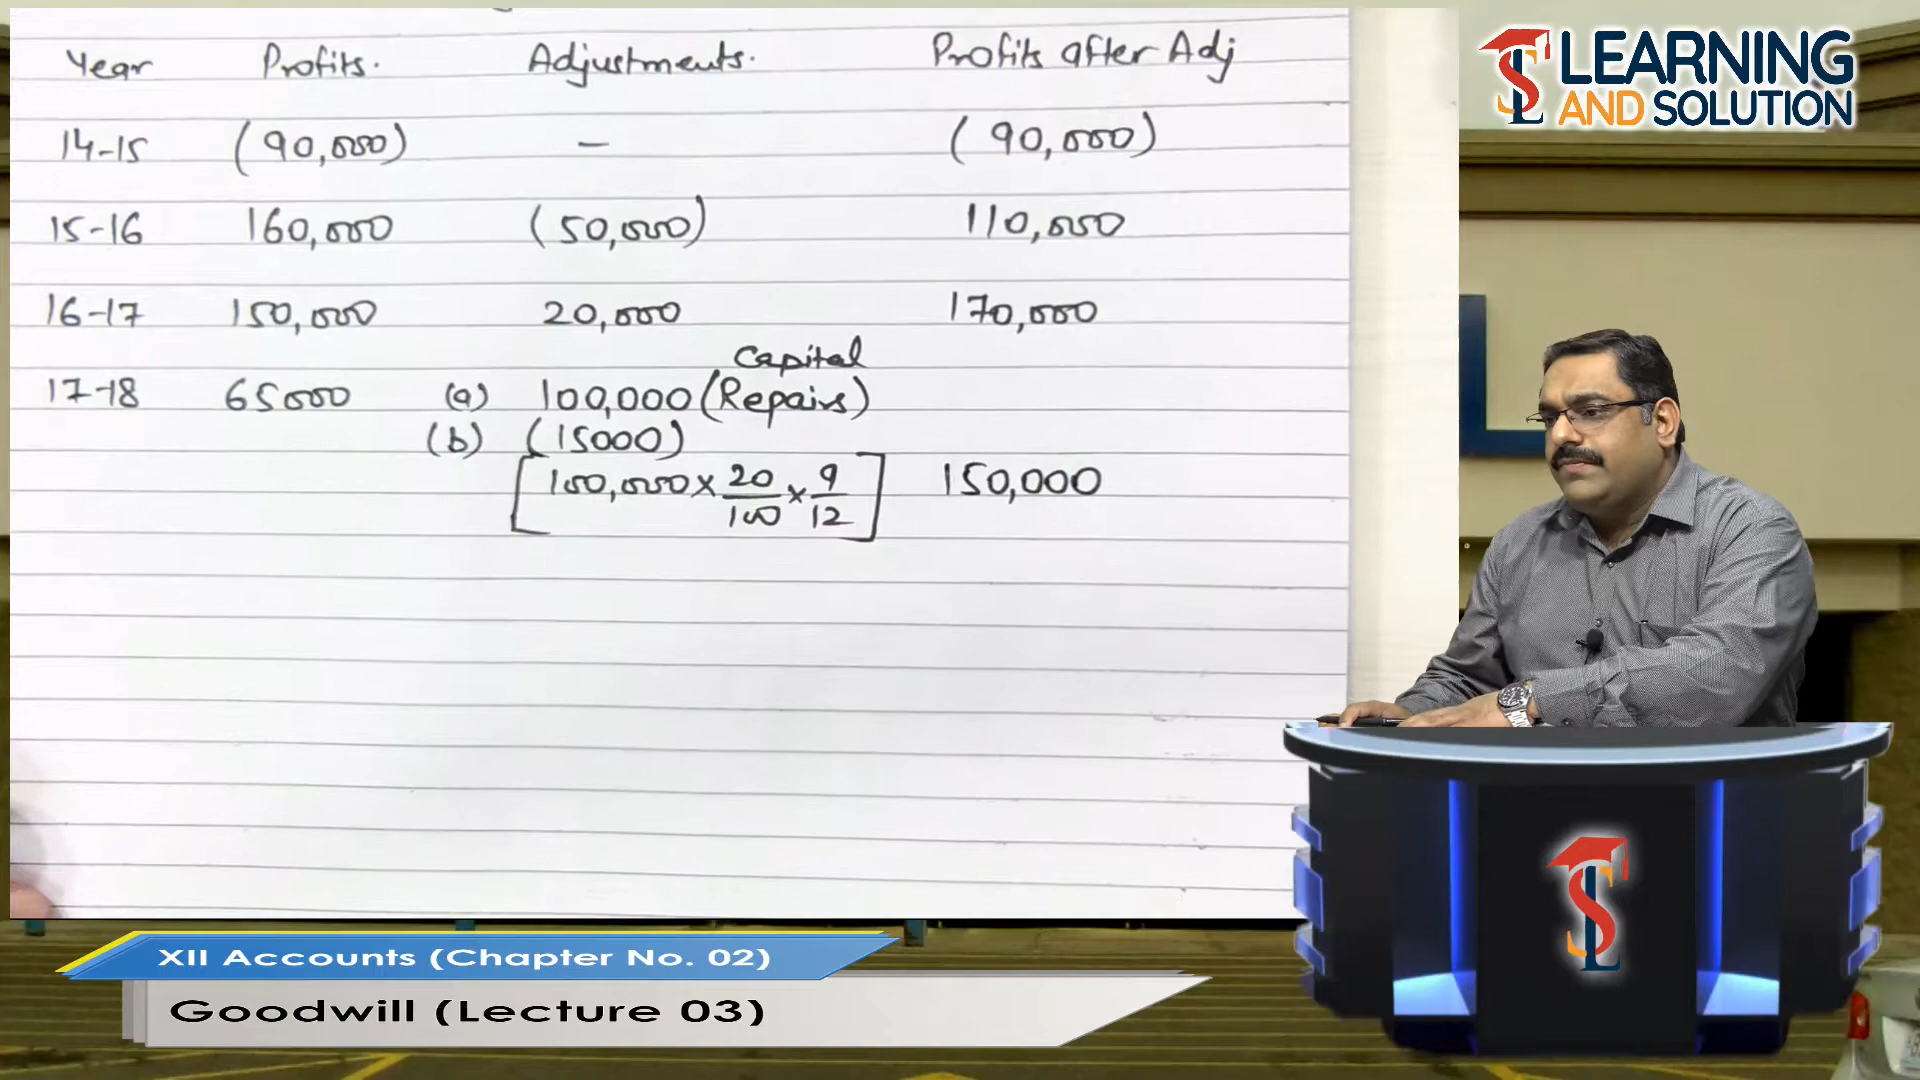 Year Profits. Adjustments. Profits after Adj
14-15 (90,000) - (90,000)
15-16 160,000 (50,000) 110,000
16-17 150,000 20,000 170,000
Capital
17-18 65000 (a) 100,000 (Repairs)
(b) (15000)
[100,000 x 20/100 x 9/12] 150,000
LEARNING
AND SOLUTION
XII Accounts (Chapter No. 02)
Goodwill (Lecture 03)